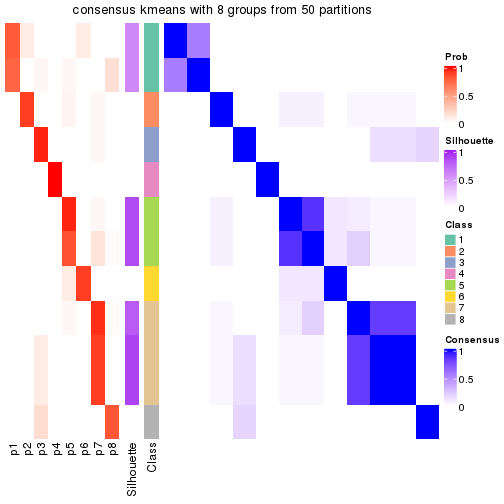 consensus kmeans with 8 groups from 50 partitions
Prob
1
0.5
0
Silhouette
1
0.5
0
Class
1
2
3
4
5
6
7
8
Consensus
1
0.5
0
p1
p2
p3
p4
p5
p6
p7
p8
Silhouette
Class